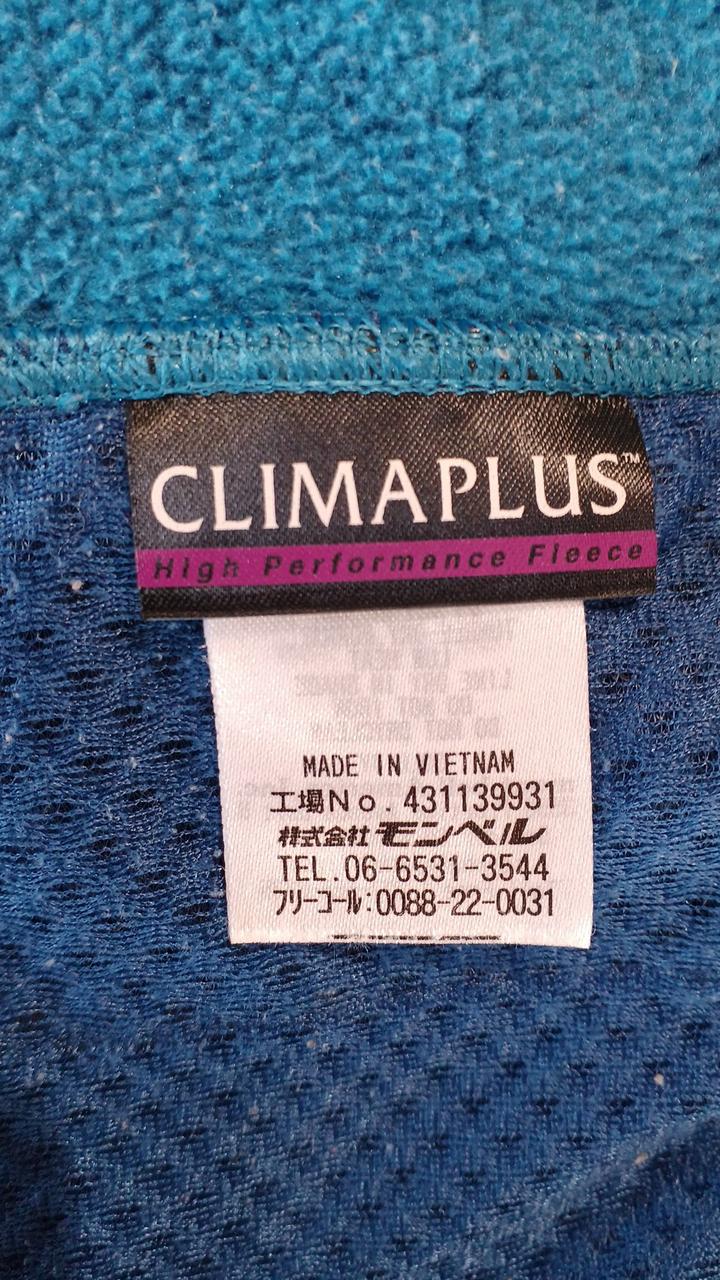 CLIMAPLUS™
High Performance Fleece
MADE IN VIETNAM
工場No.431139931
株式会社モンベル
TEL.06-6531-3544
フリーコール:0088-22-0031